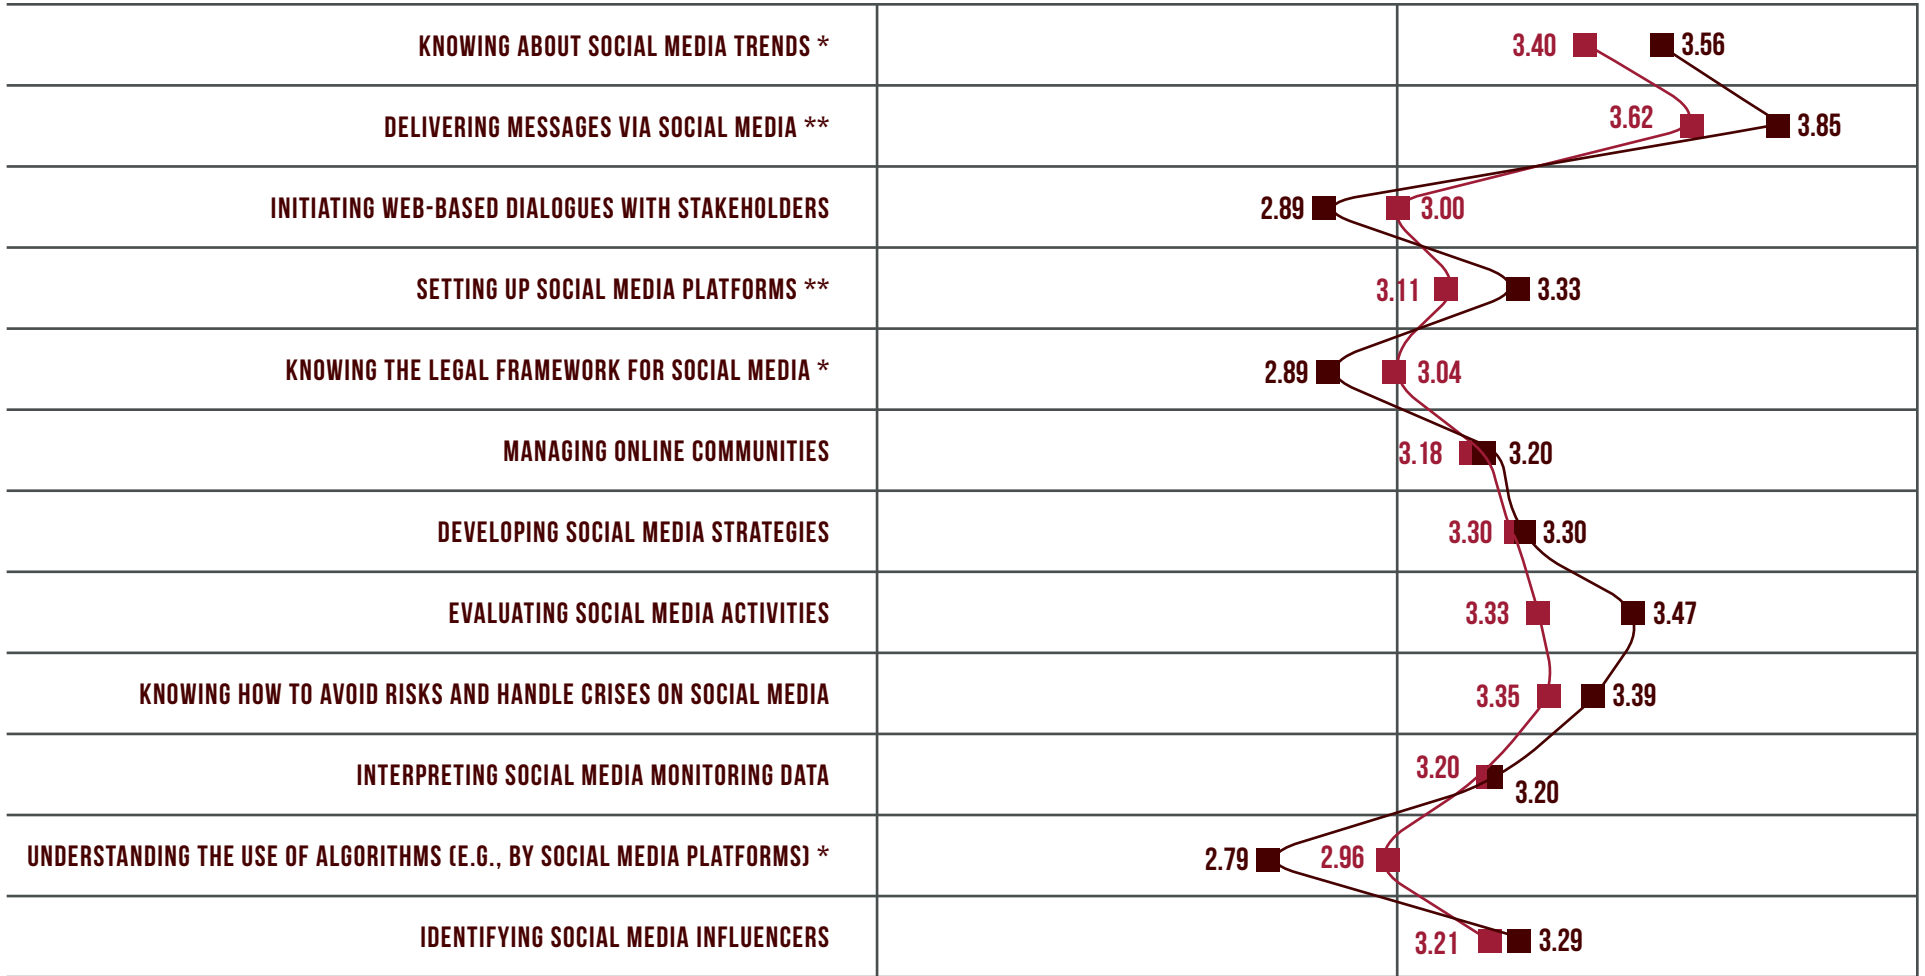 KNOWING ABOUT SOCIAL MEDIA TRENDS * 3.40 3.56
DELIVERING MESSAGES VIA SOCIAL MEDIA ** 3.62 3.85
INITIATING WEB-BASED DIALOGUES WITH STAKEHOLDERS 2.89 3.00
SETTING UP SOCIAL MEDIA PLATFORMS ** 3.11 3.33
KNOWING THE LEGAL FRAMEWORK FOR SOCIAL MEDIA * 2.89 3.04
MANAGING ONLINE COMMUNITIES 3.18 3.20
DEVELOPING SOCIAL MEDIA STRATEGIES 3.30 3.30
EVALUATING SOCIAL MEDIA ACTIVITIES 3.33 3.47
KNOWING HOW TO AVOID RISKS AND HANDLE CRISES ON SOCIAL MEDIA 3.35 3.39
INTERPRETING SOCIAL MEDIA MONITORING DATA 3.20 3.20
UNDERSTANDING THE USE OF ALGORITHMS (E.G., BY SOCIAL MEDIA PLATFORMS) * 2.79 2.96
IDENTIFYING SOCIAL MEDIA INFLUENCERS 3.21 3.29